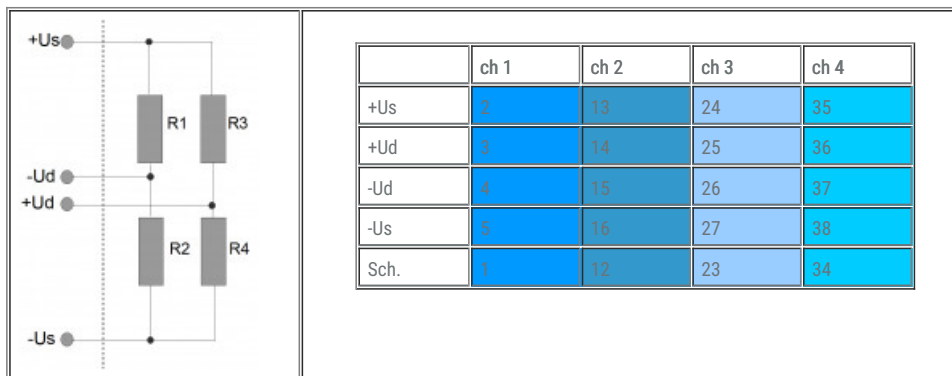 +Us
R1
R3
-Ud
+Ud
R2
R4
-Us
ch 1 ch 2 ch 3 ch 4
+Us 2 13 24 35
+Ud 3 14 25 36
-Ud 4 15 26 37
-Us 5 16 27 38
Sch. 1 12 23 34